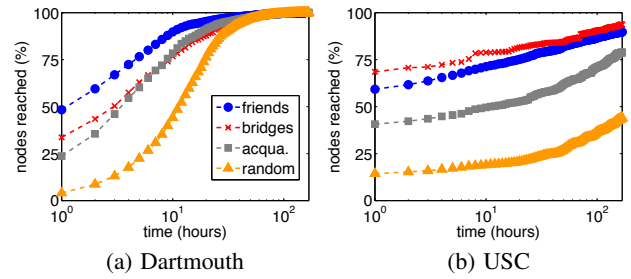 100
75
50
25
0
nodes reached (%)
10^0
10^1
10^2
time (hours)
friends
bridges
acqua.
random
(a) Dartmouth
100
75
50
25
0
nodes reached (%)
10^0
10^1
10^2
time (hours)
(b) USC